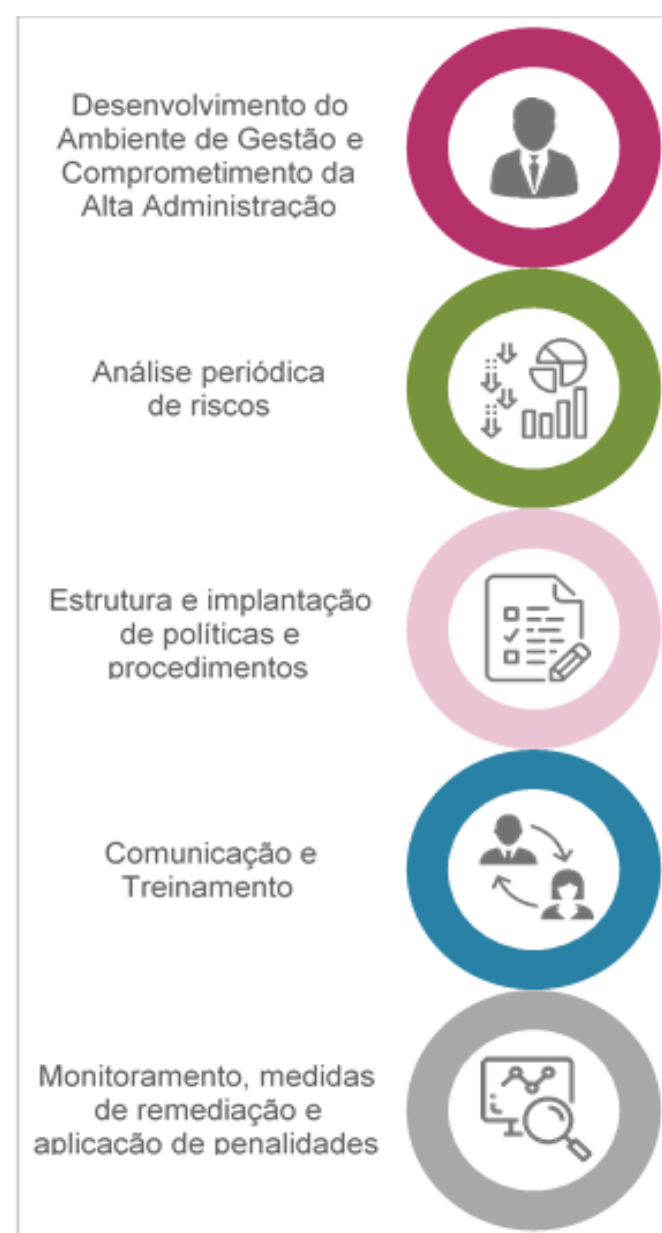 Desenvolvimento do
Ambiente de Gestão e
Comprometimento da
Alta Administração
Análise periódica
de riscos
Estrutura e implantação
de políticas e
procedimentos
Comunicação e
Treinamento
Monitoramento, medidas
de remediação e
aplicação de penalidades